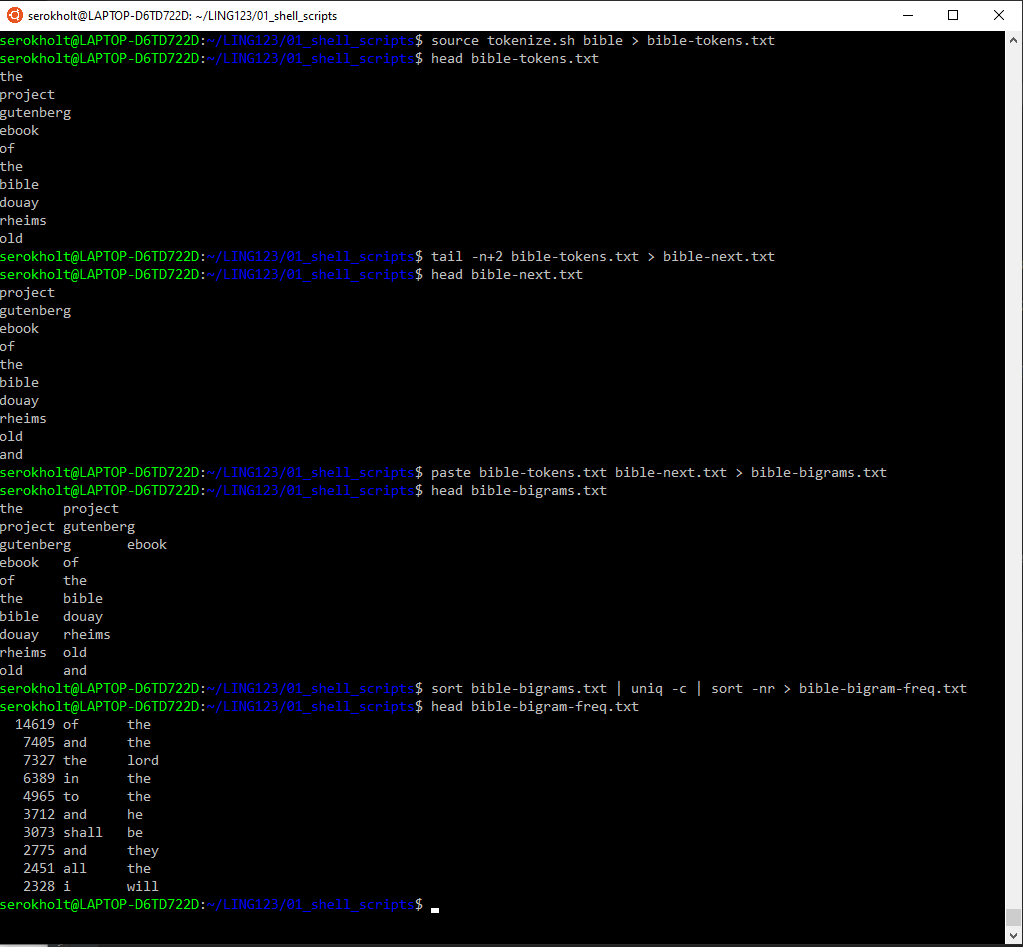 serokholt@LAPTOP-D6TD722D: ~/LING123/01_shell_scripts
serokholt@LAPTOP-D6TD722D:~/LING123/01_shell_scripts$ source tokenize.sh bible > bible-tokens.txt
serokholt@LAPTOP-D6TD722D:~/LING123/01_shell_scripts$ head bible-tokens.txt
the
project
gutenberg
ebook
of
the
bible
douay
rheims
old
serokholt@LAPTOP-D6TD722D:~/LING123/01_shell_scripts$ tail -n+2 bible-tokens.txt > bible-next.txt
serokholt@LAPTOP-D6TD722D:~/LING123/01_shell_scripts$ head bible-next.txt
project
gutenberg
ebook
of
the
bible
douay
rheims
old
and
serokholt@LAPTOP-D6TD722D:~/LING123/01_shell_scripts$ paste bible-tokens.txt bible-next.txt > bible-bigrams.txt
serokholt@LAPTOP-D6TD722D:~/LING123/01_shell_scripts$ head bible-bigrams.txt
the     project
project gutenberg
gutenberg       ebook
ebook   of
of      the
the     bible
bible   douay
douay   rheims
rheims  old
old     and
serokholt@LAPTOP-D6TD722D:~/LING123/01_shell_scripts$ sort bible-bigrams.txt | uniq -c | sort -nr > bible-bigram-freq.txt
serokholt@LAPTOP-D6TD722D:~/LING123/01_shell_scripts$ head bible-bigram-freq.txt
  14619 of      the
   7405 and     the
   7327 the     lord
   6389 in      the
   4965 to      the
   3712 and     he
   3073 shall   be
   2775 and     they
   2451 all     the
   2328 i       will
serokholt@LAPTOP-D6TD722D:~/LING123/01_shell_scripts$